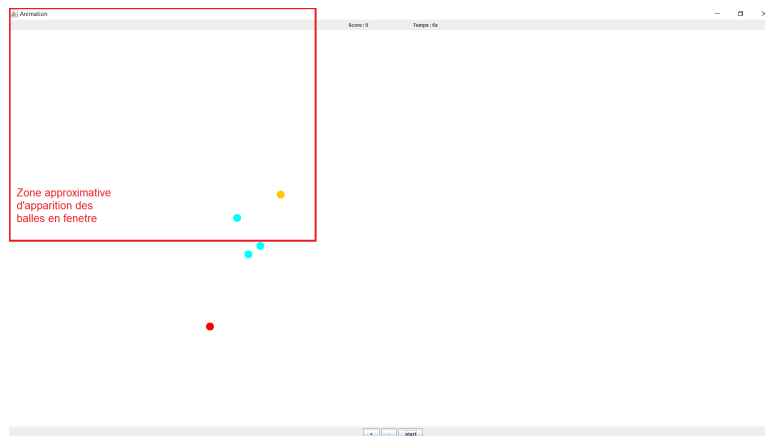 Animation
Score : 0 Temps : 6s
Zone approximative
d'apparition des
balles en fenetre
+ - start